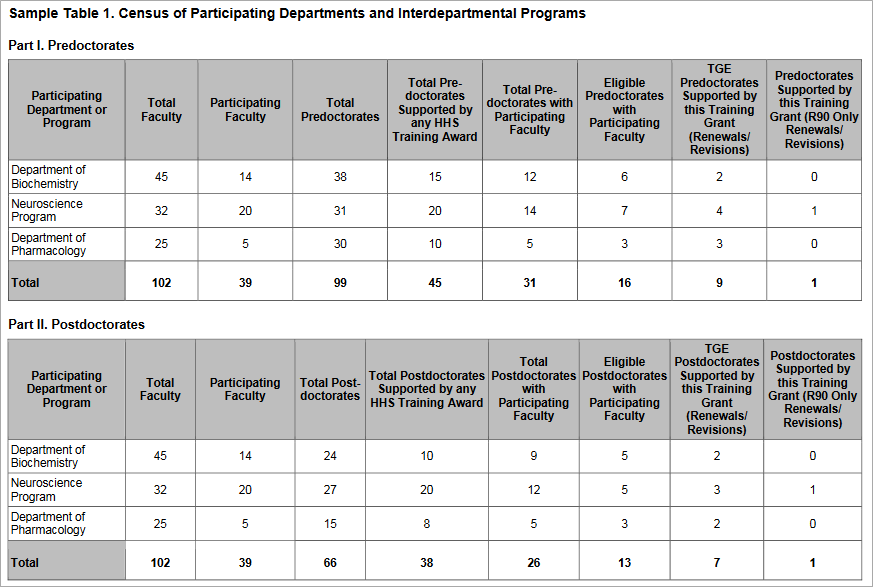 Sample Table 1. Census of Participating Departments and Interdepartmental Programs
Part I. Predoctorates
Participating Department or Program | Total Faculty | Participating Faculty | Total Predoctorates | Total Pre-doctorates Supported by any HHS Training Award | Total Pre-doctorates with Participating Faculty | Eligible Predoctorates with Participating Faculty | TGE Predoctorates Supported by this Training Grant (Renewals/ Revisions) | Predoctorates Supported by this Training Grant (R90 Only Renewals/ Revisions)
Department of Biochemistry | 45 | 14 | 38 | 15 | 12 | 6 | 2 | 0
Neuroscience Program | 32 | 20 | 31 | 20 | 14 | 7 | 4 | 1
Department of Pharmacology | 25 | 5 | 30 | 10 | 5 | 3 | 3 | 0
Total | 102 | 39 | 99 | 45 | 31 | 16 | 9 | 1
Part II. Postdoctorates
Participating Department or Program | Total Faculty | Participating Faculty | Total Post-doctorates | Total Postdoctorates Supported by any HHS Training Award | Total Postdoctorates with Participating Faculty | Eligible Postdoctorates with Participating Faculty | TGE Postdoctorates Supported by this Training Grant (Renewals/ Revisions) | Postdoctorates Supported by this Training Grant (R90 Only Renewals/ Revisions)
Department of Biochemistry | 45 | 14 | 24 | 10 | 9 | 5 | 2 | 0
Neuroscience Program | 32 | 20 | 27 | 20 | 12 | 5 | 3 | 1
Department of Pharmacology | 25 | 5 | 15 | 8 | 5 | 3 | 2 | 0
Total | 102 | 39 | 66 | 38 | 26 | 13 | 7 | 1